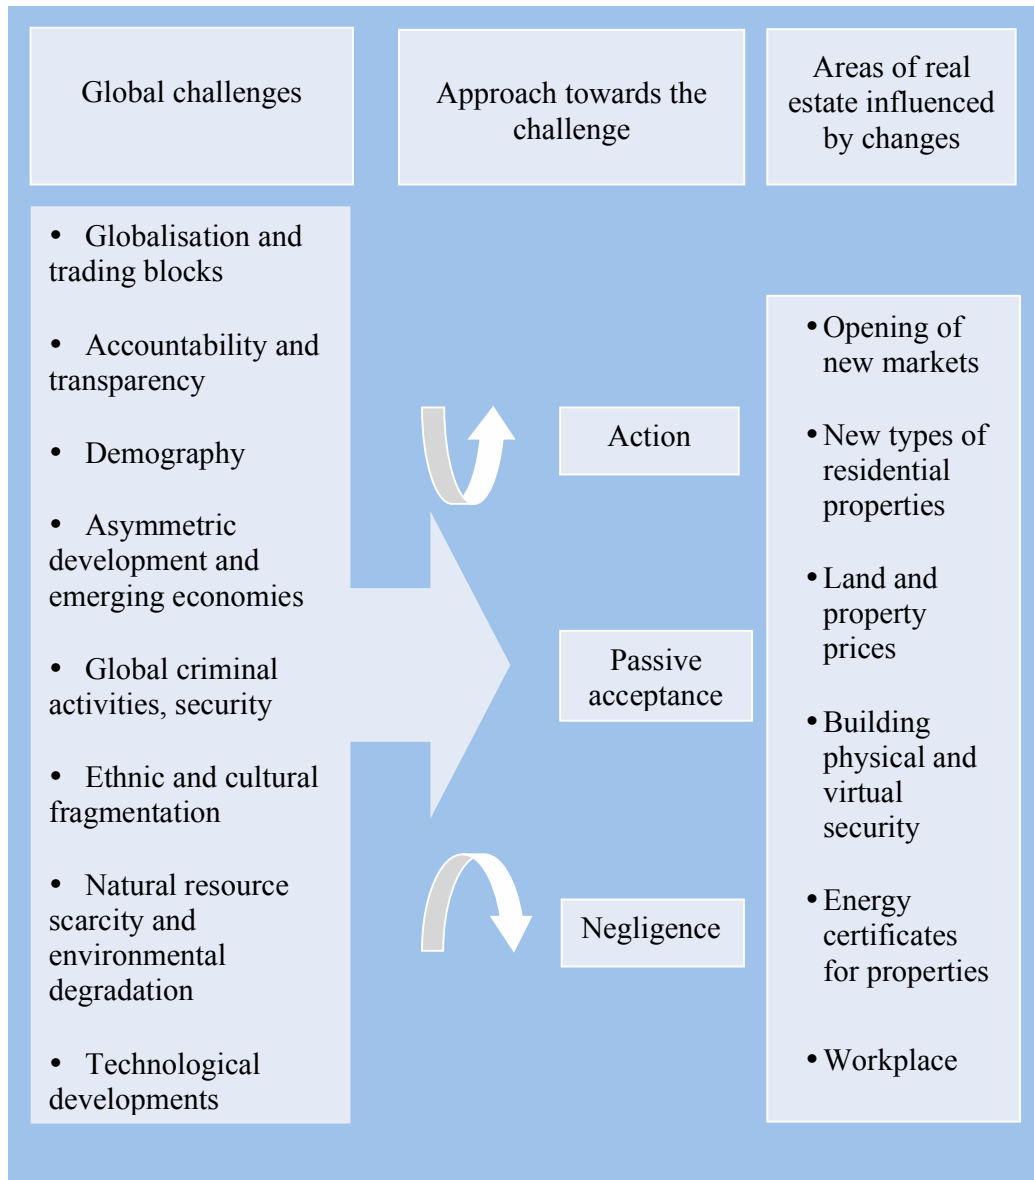 Global challenges
Approach towards the
challenge
Areas of real
estate influenced
by changes
• Globalisation and
trading blocks
• Accountability and
transparency
• Demography
• Asymmetric
development and
emerging economies
• Global criminal
activities, security
• Ethnic and cultural
fragmentation
• Natural resource
scarcity and
environmental
degradation
• Technological
developments
Action
Passive
acceptance
Negligence
• Opening of
new markets
• New types of
residential
properties
• Land and
property
prices
• Building
physical and
virtual
security
• Energy
certificates
for properties
• Workplace